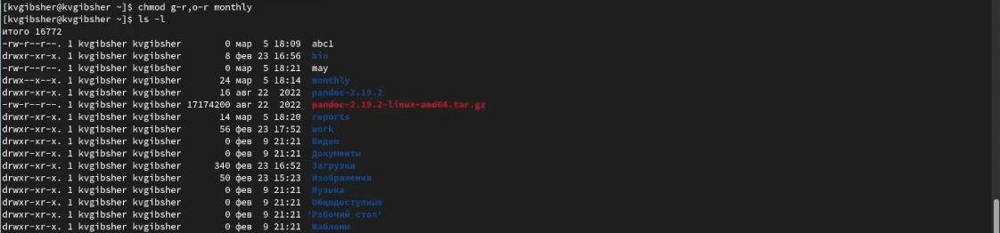 [kvgibsher@kvgibsher ~]$ chmod g-r,o-r monthly
[kvgibsher@kvgibsher ~]$ ls -l
итого 16772
-rw-r--r--. 1 kvgibsher kvgibsher 0 мар 5 18:09 abc1
drwxr-xr-x. 1 kvgibsher kvgibsher 8 фев 23 16:56 bin
-rw-r--r--. 1 kvgibsher kvgibsher 0 мар 5 18:21 may
drwx--x--x. 1 kvgibsher kvgibsher 24 мар 5 18:14 monthly
drwxr-xr-x. 1 kvgibsher kvgibsher 16 авг 22 2022 pandoc-2.19.2
-rw-r--r--. 1 kvgibsher kvgibsher 17174200 авг 22 2022 pandoc-2.19.2-linux-amd64.tar.gz
drwxr-xr-x. 1 kvgibsher kvgibsher 14 мар 5 18:20 reports
drwxr-xr-x. 1 kvgibsher kvgibsher 56 фев 23 17:52 work
drwxr-xr-x. 1 kvgibsher kvgibsher 0 фев 9 21:21 Видео
drwxr-xr-x. 1 kvgibsher kvgibsher 0 фев 9 21:21 Документы
drwxr-xr-x. 1 kvgibsher kvgibsher 340 фев 23 16:52 Загрузки
drwxr-xr-x. 1 kvgibsher kvgibsher 50 фев 23 15:23 Изображения
drwxr-xr-x. 1 kvgibsher kvgibsher 0 фев 9 21:21 Музыка
drwxr-xr-x. 1 kvgibsher kvgibsher 0 фев 9 21:21 Общедоступные
drwxr-xr-x. 1 kvgibsher kvgibsher 0 фев 9 21:21 'Рабочий стол'
drwxr-xr-x. 1 kvgibsher kvgibsher 0 фев 9 21:21 Шаблоны